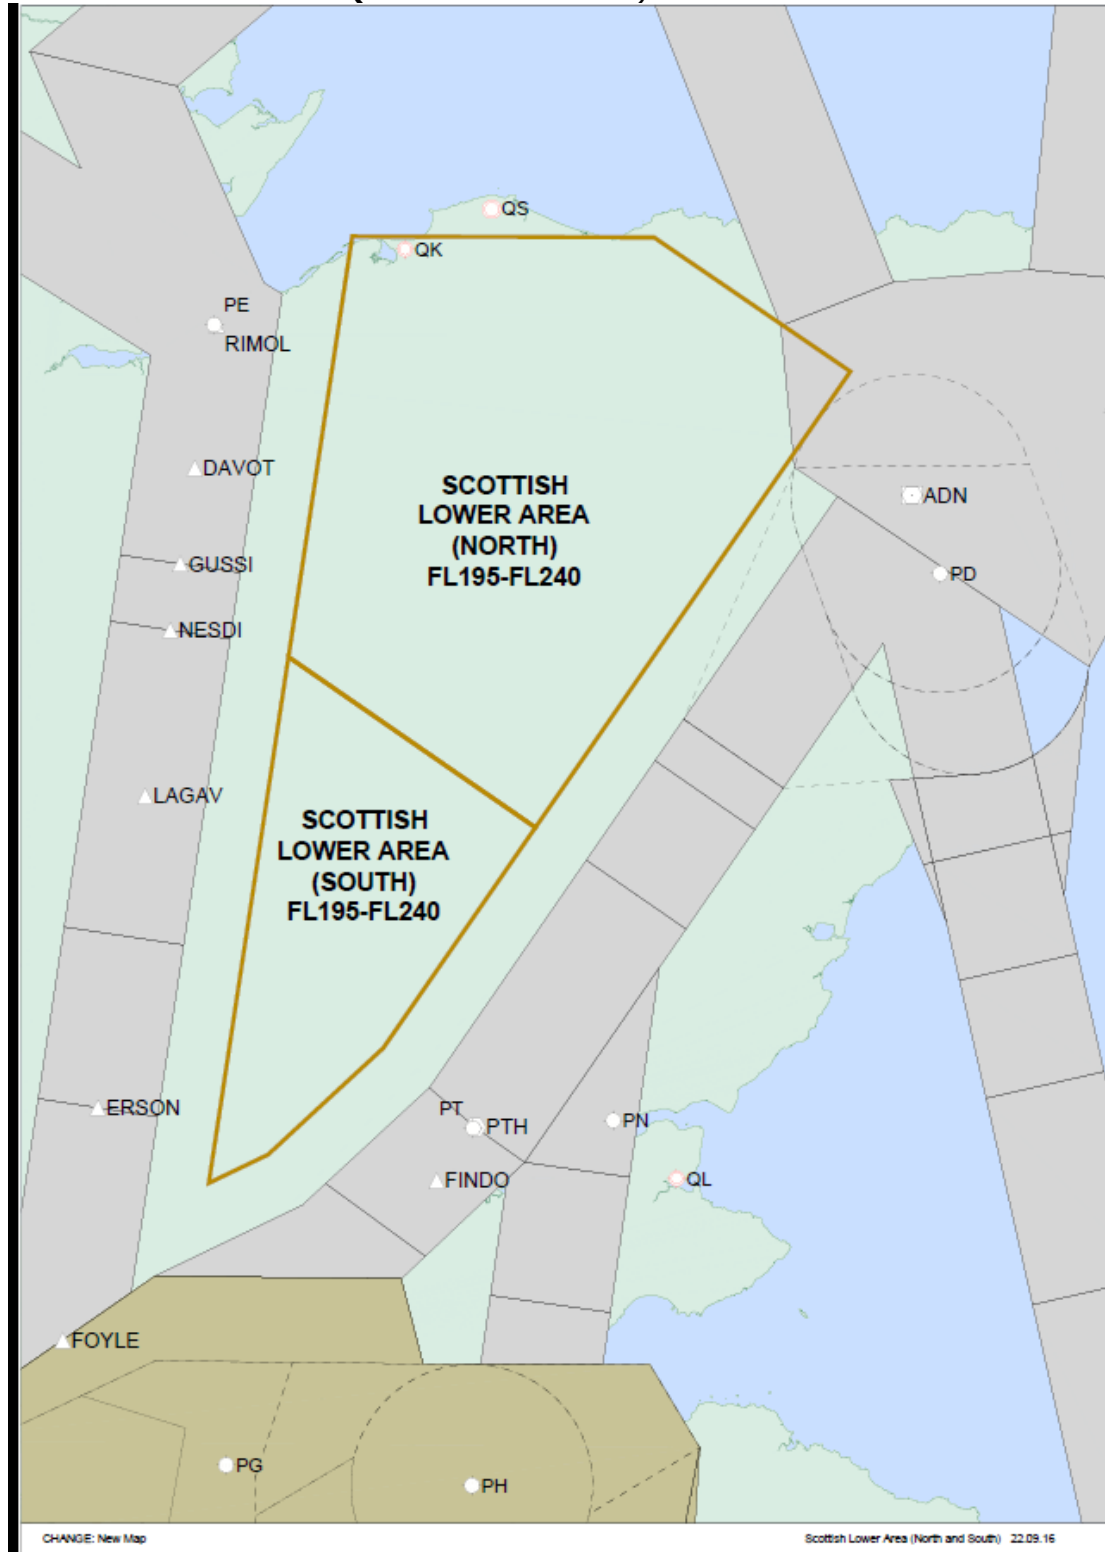 QS
QK
PE
RIMOL
DAVOT
SCOTTISH
LOWER AREA
(NORTH)
FL195-FL240
ADN
GUSSI
PD
NESDI
LAGAV
SCOTTISH
LOWER AREA
(SOUTH)
FL195-FL240
ERSON
PT
PTH
PN
FINDO
QL
FOYLE
PG
PH
CHANGE: New Map
Scottish Lower Area (North and South) 22.09.16